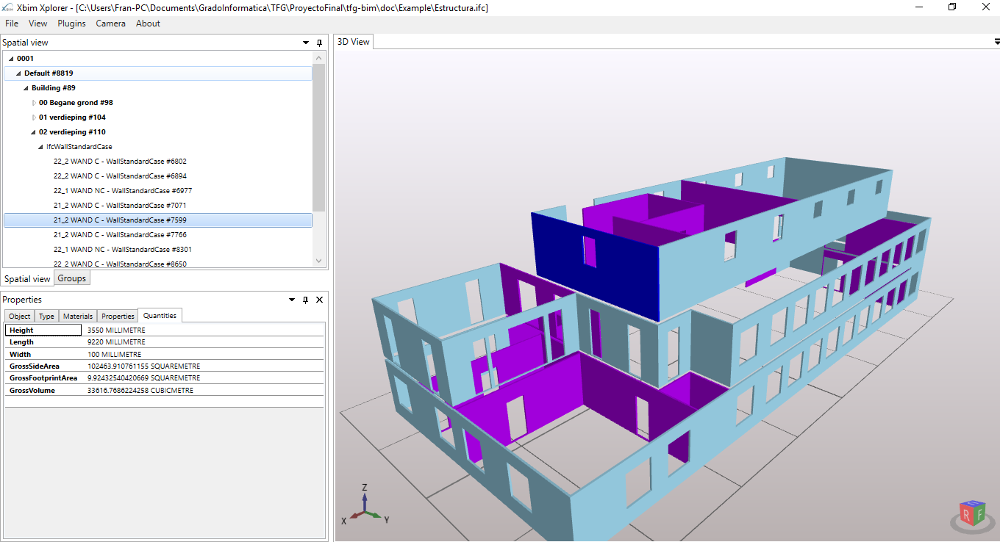 Xbim Xplorer - [C:\Users\Fran-PC\Documents\GradoInformatica\TFG\ProyectoFinal\tfg-bim\doc\Example\Estructura.ifc]
File View Plugins Camera About
Spatial view
3D View
0001
Default #8819
Building #89
00 Begane grond #98
01 verdieping #104
02 verdieping #110
IfcWallStandardCase
22_2 WAND C - WallStandardCase #6802
22_2 WAND C - WallStandardCase #6894
22_1 WAND NC - WallStandardCase #6977
21_2 WAND C - WallStandardCase #7071
21_2 WAND C - WallStandardCase #7599
21_2 WAND C - WallStandardCase #7766
22_1 WAND NC - WallStandardCase #8301
22_2 WAND C - WallStandardCase #8650
Spatial view Groups
Properties
Object Type Materials Properties Quantities
Height 3550 MILLIMETRE
Length 9220 MILLIMETRE
Width 100 MILLIMETRE
GrossSideArea 102463.910761155 SQUAREMETRE
GrossFootprintArea 9.92432540420669 SQUAREMETRE
GrossVolume 33616.7686224258 CUBICMETRE
Z
X
Y
R
F